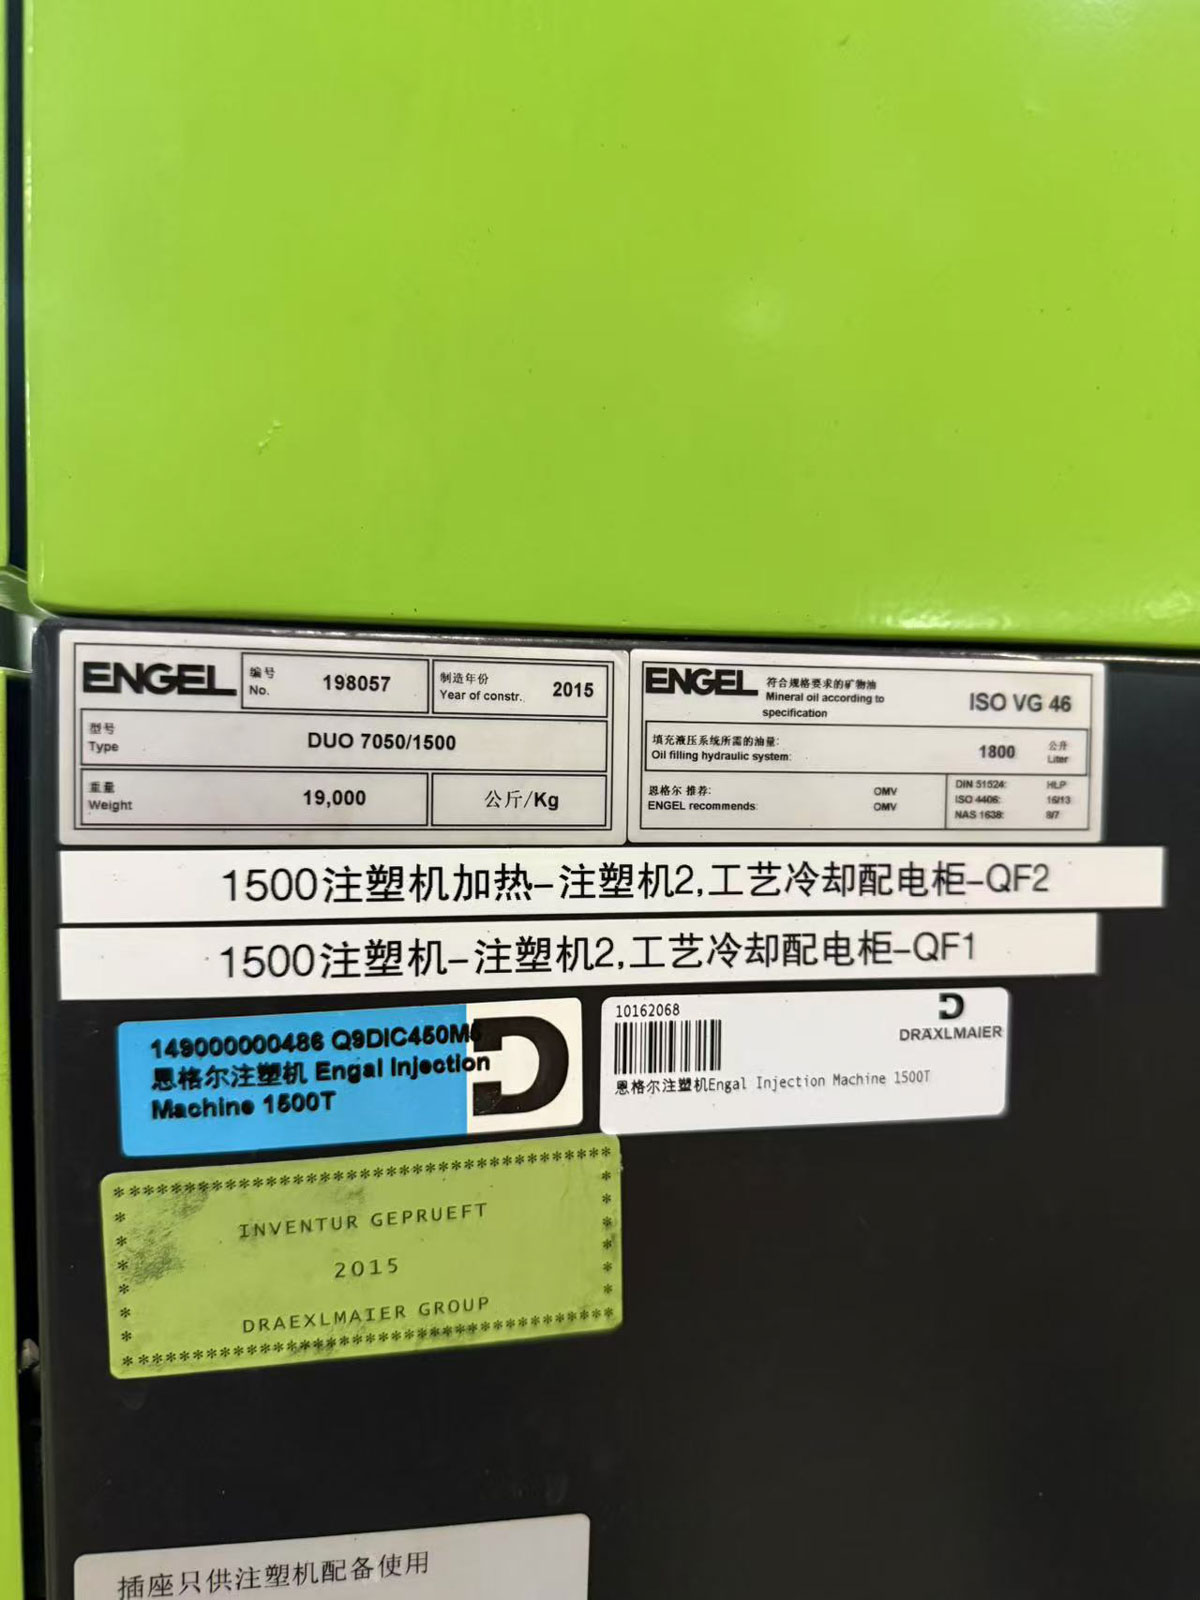 ENGEL
编号 No. 198057
制造年份 Year of constr. 2015
型号 Type DUO 7050/1500
重量 Weight 19,000 公斤/Kg
ENGEL
符合规格要求的矿物油
Mineral oil according to
specification
ISO VG 46
填充液压系统所需的油量:
Oil filling hydraulic system:
1800 公升 Liter
恩格尔 推荐: OMV
ENGEL recommends: OMV
DIN 51524: HLP
ISO 4406: 16/13
NAS 1638: 8/7
1500注塑机加热-注塑机2,工艺冷却配电柜-QF2
1500注塑机-注塑机2,工艺冷却配电柜-QF1
149000000486 Q9DIC450M5
恩格尔注塑机 Engal Injection
Machine 1500T
10162068
DRÄXLMAIER
恩格尔注塑机Engal Injection Machine 1500T
INVENTUR GEPRUEFT
2015
DRAEXLMAIER GROUP
插座只供注塑机配备使用